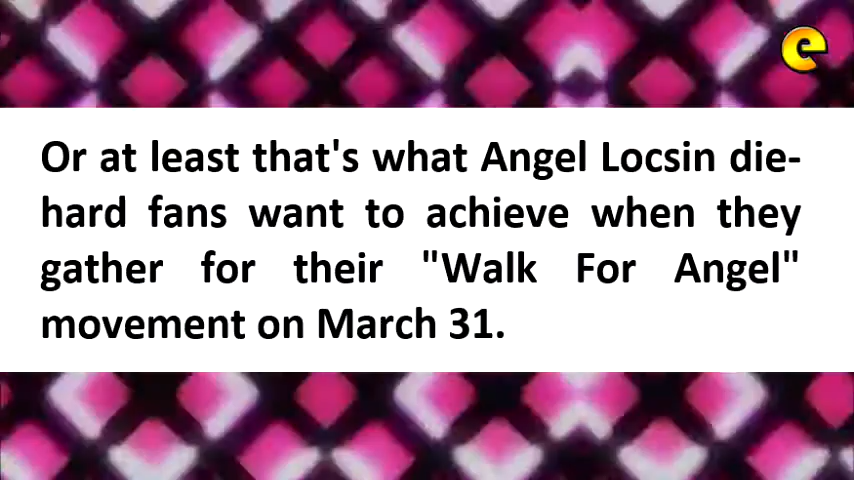 e
Or at least that's what Angel Locsin die-
hard fans want to achieve when they
gather for their "Walk For Angel"
movement on March 31.